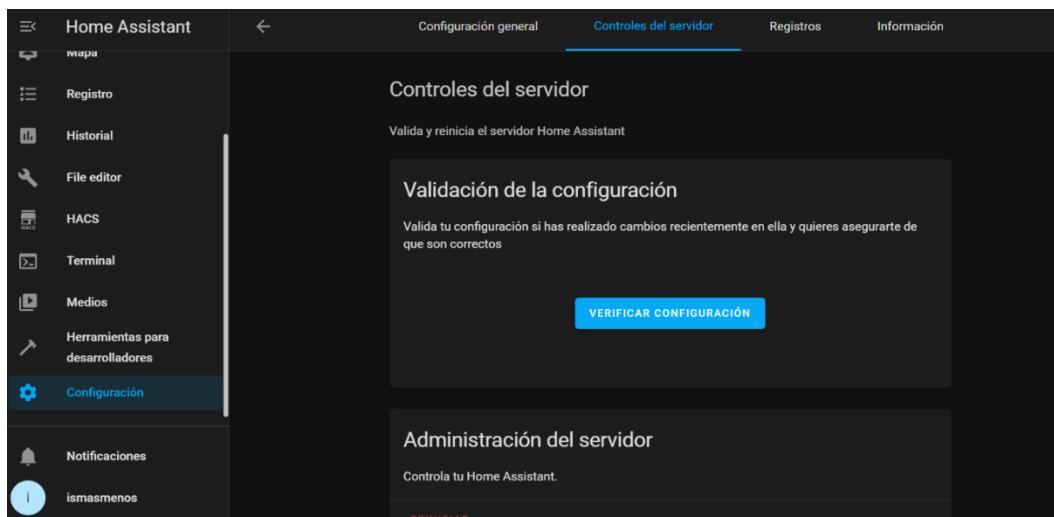 Home Assistant
Mapa
Registro
Historial
File editor
HACS
HACS
Terminal
Medios
Herramientas para
desarrolladores
Configuración
Notificaciones
i
ismasmenos
Configuración general
Controles del servidor
Registros
Información
Controles del servidor
Valida y reinicia el servidor Home Assistant
Validación de la configuración
Valida tu configuración si has realizado cambios recientemente en ella y quieres asegurarte de
que son correctos
VERIFICAR CONFIGURACIÓN
Administración del servidor
Controla tu Home Assistant.